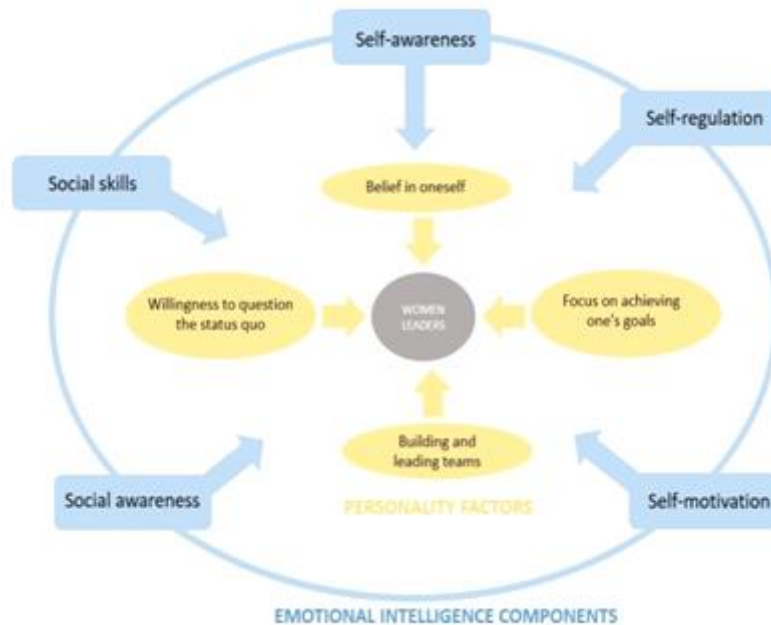 Self-awareness
Self-regulation
Social skills
Belief in oneself
Willingness to question
the status quo
WOMEN
LEADERS
Focus on achieving
one's goals
Building and
leading teams
Social awareness
Self-motivation
PERSONALITY FACTORS
EMOTIONAL INTELLIGENCE COMPONENTS